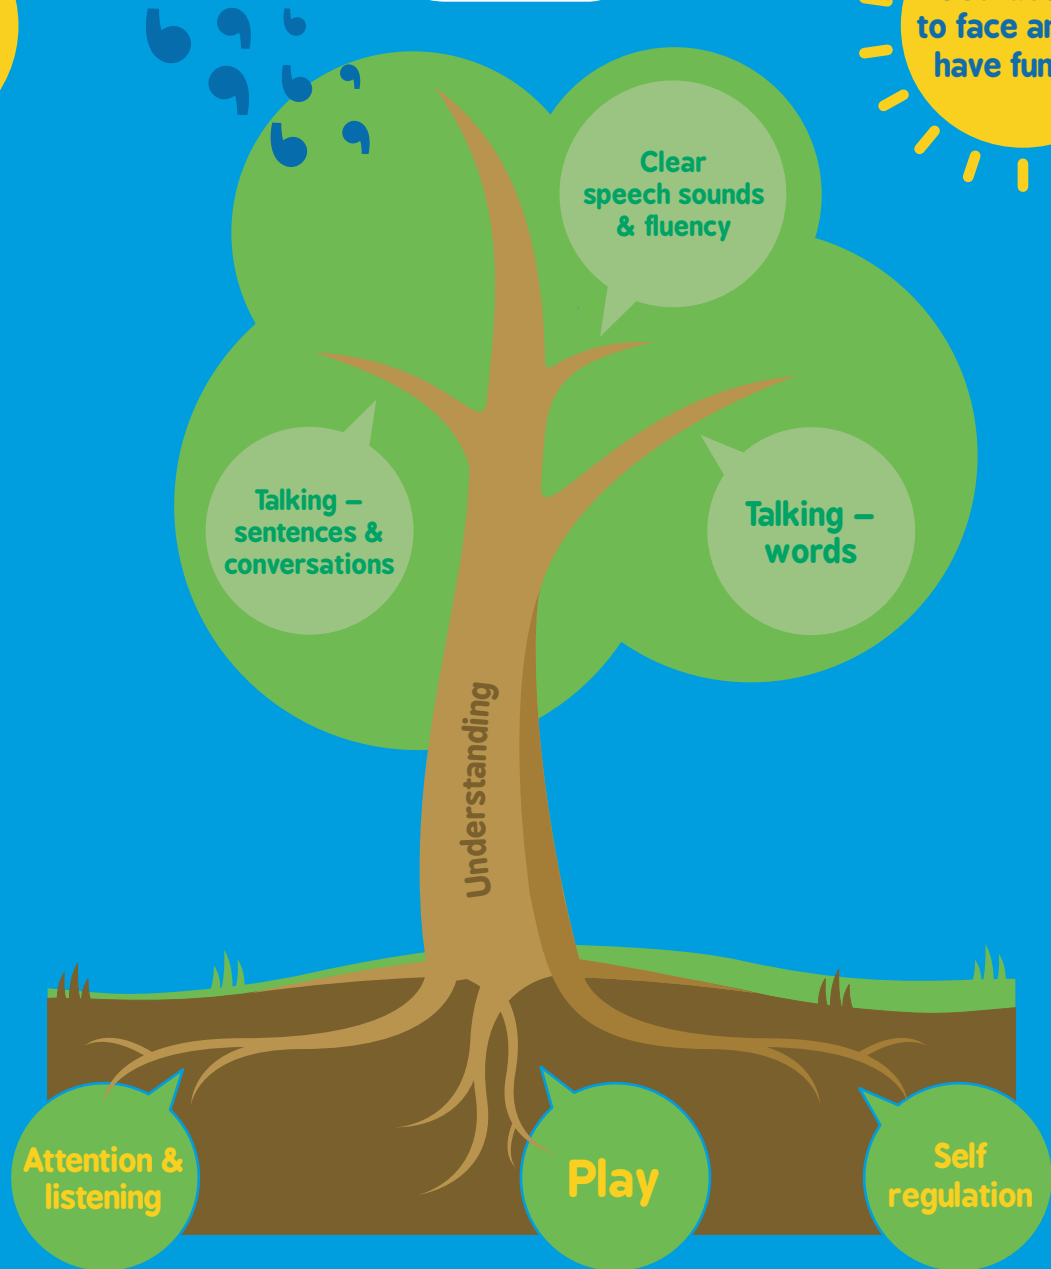 to face
have fun
Clear
speech sounds
& fluency
Talking –
sentences &
conversations
Talking –
words
Understanding
Attention &
listening
Play
Self
regulation